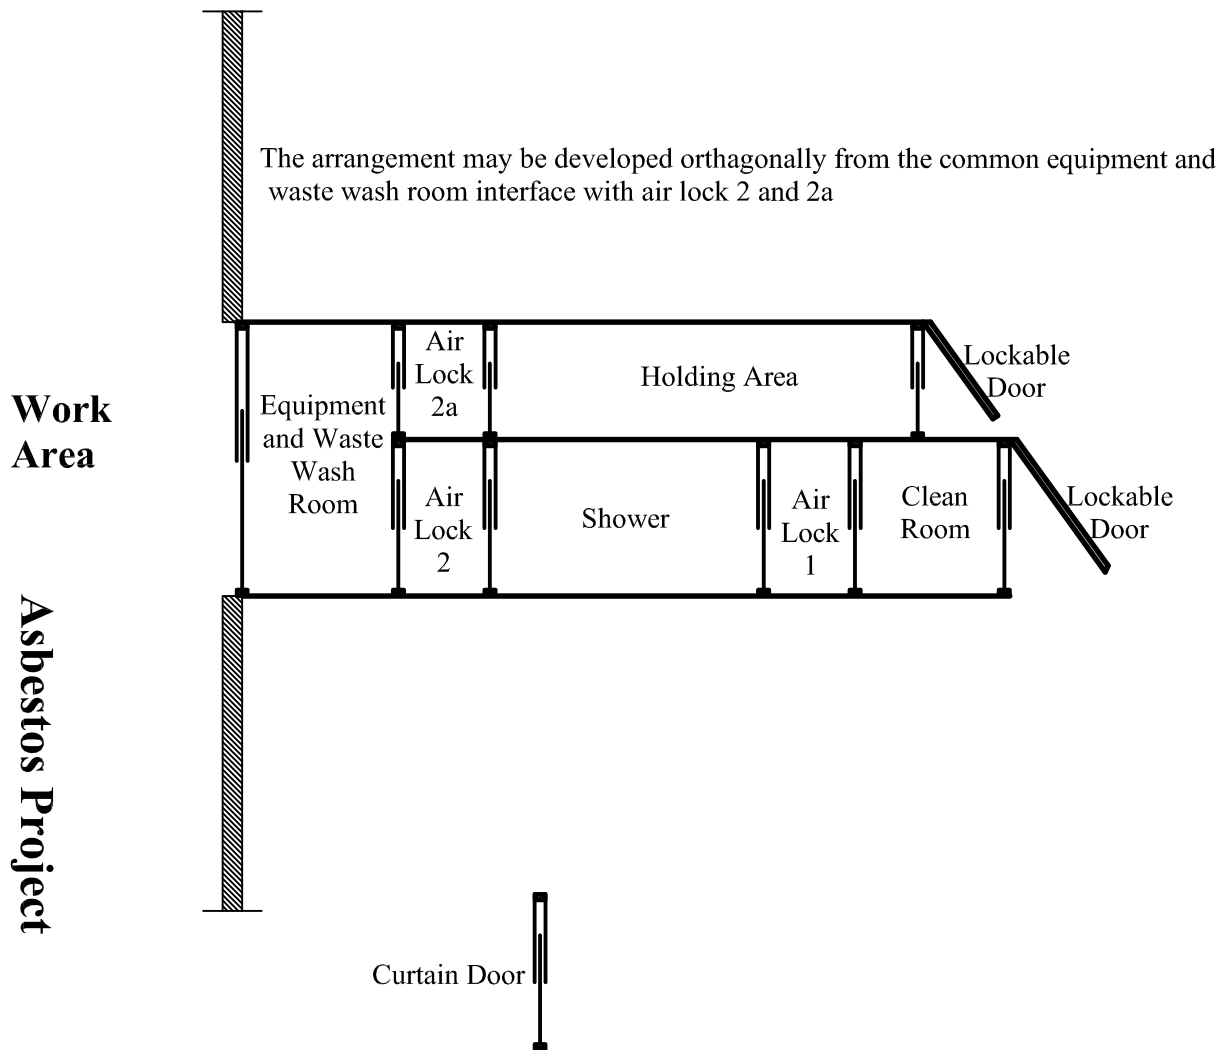 The arrangement may be developed orthagonally from the common equipment and
waste wash room interface with air lock 2 and 2a
Work
Area
Asbestos Project
Equipment
and Waste
Wash
Room
Air
Lock
2a
Holding Area
Lockable
Door
Air
Lock
2
Shower
Air
Lock
1
Clean
Room
Lockable
Door
Curtain Door